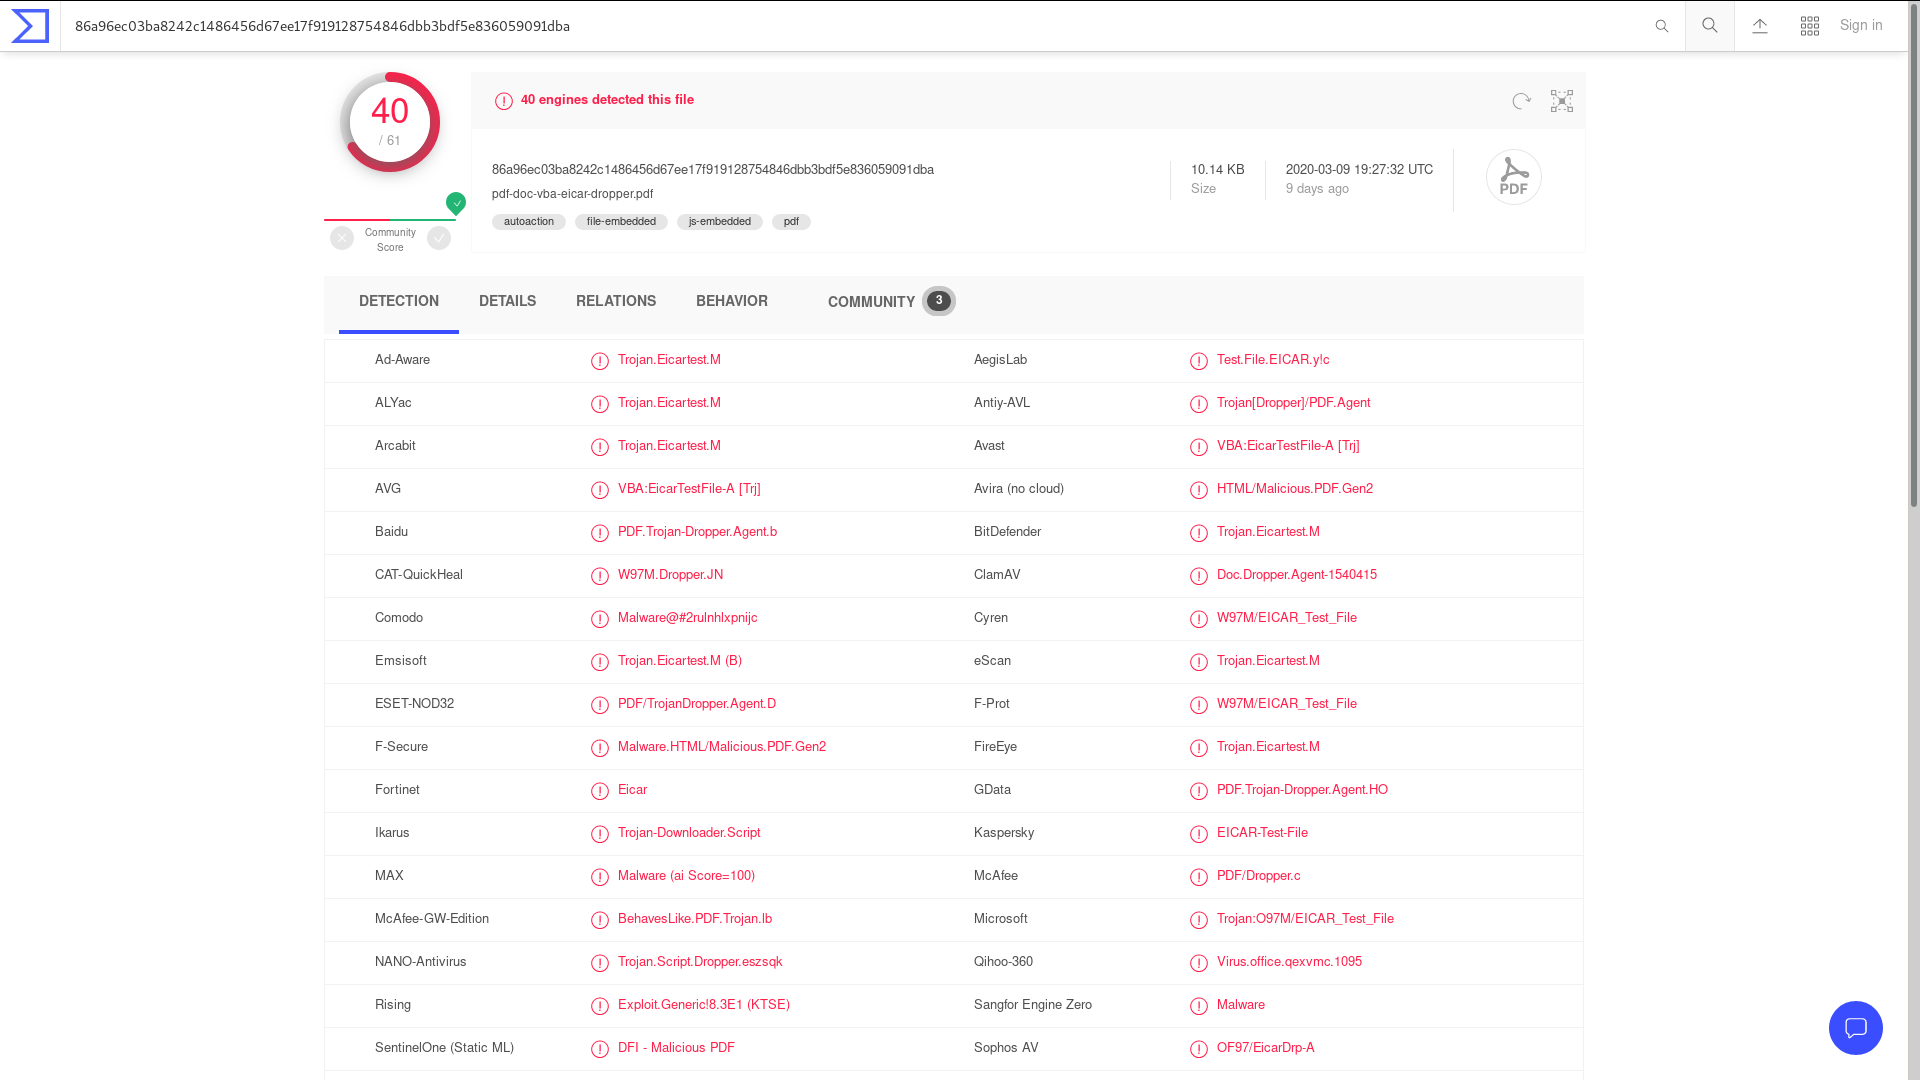 86a96ec03ba8242c1486456d67ee17f919128754846dbb3bdf5e836059091dba
Sign in
40
/ 61
Community
Score
40 engines detected this file
86a96ec03ba8242c1486456d67ee17f919128754846dbb3bdf5e836059091dba
pdf-doc-vba-eicar-dropper.pdf
autoaction file-embedded js-embedded pdf
10.14 KB
Size
2020-03-09 19:27:32 UTC
9 days ago
PDF
DETECTION DETAILS RELATIONS BEHAVIOR COMMUNITY 3
Ad-Aware Trojan.Eicartest.M AegisLab Test.File.EICAR.y!c
ALYac Trojan.Eicartest.M Antiy-AVL Trojan[Dropper]/PDF.Agent
Arcabit Trojan.Eicartest.M Avast VBA:EicarTestFile-A [Trj]
AVG VBA:EicarTestFile-A [Trj] Avira (no cloud) HTML/Malicious.PDF.Gen2
Baidu PDF.Trojan-Dropper.Agent.b BitDefender Trojan.Eicartest.M
CAT-QuickHeal W97M.Dropper.JN ClamAV Doc.Dropper.Agent-1540415
Comodo Malware@#2rulnhlxpnijc Cyren W97M/EICAR_Test_File
Emsisoft Trojan.Eicartest.M (B) eScan Trojan.Eicartest.M
ESET-NOD32 PDF/TrojanDropper.Agent.D F-Prot W97M/EICAR_Test_File
F-Secure Malware.HTML/Malicious.PDF.Gen2 FireEye Trojan.Eicartest.M
Fortinet Eicar GData PDF.Trojan-Dropper.Agent.HO
Ikarus Trojan-Downloader.Script Kaspersky EICAR-Test-File
MAX Malware (ai Score=100) McAfee PDF/Dropper.c
McAfee-GW-Edition BehavesLike.PDF.Trojan.lb Microsoft Trojan:O97M/EICAR_Test_File
NANO-Antivirus Trojan.Script.Dropper.eszsqk Qihoo-360 Virus.office.qexvmc.1095
Rising Exploit.Generic!8.3E1 (KTSE) Sangfor Engine Zero Malware
SentinelOne (Static ML) DFI - Malicious PDF Sophos AV OF97/EicarDrp-A